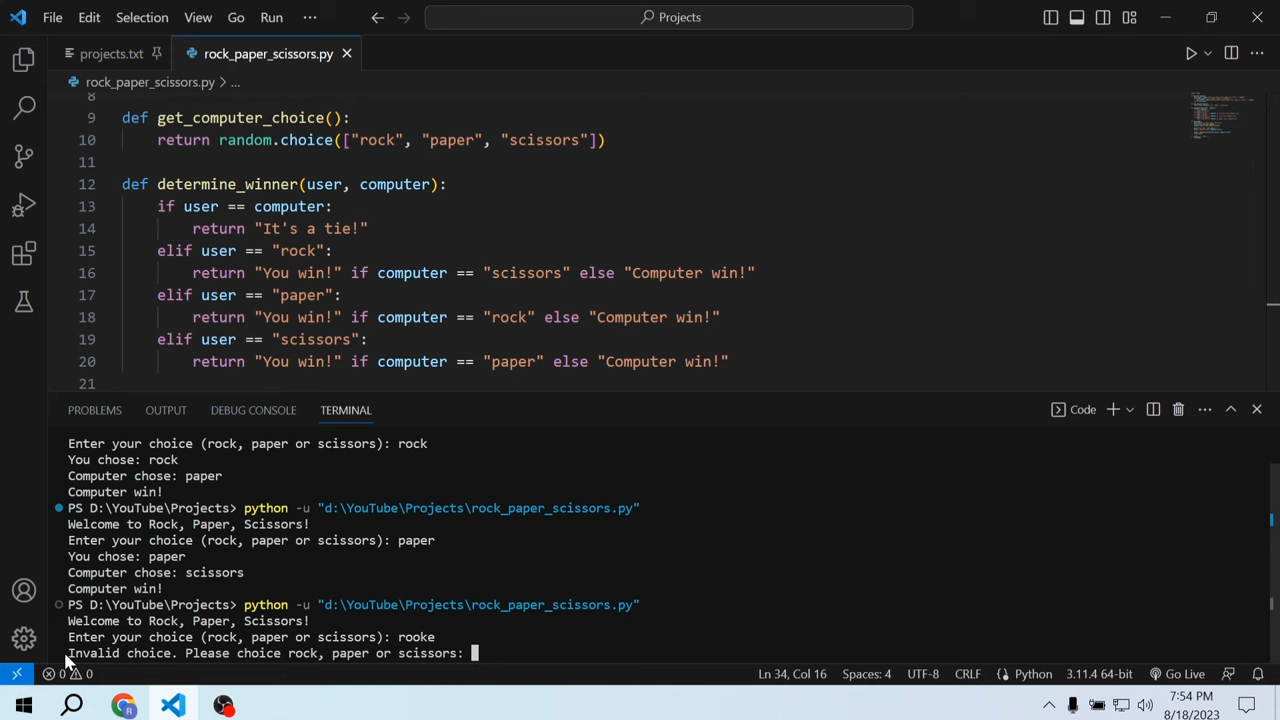 File Edit Selection View Go Run ··· Projects
projects.txt rock_paper_scissors.py
rock_paper_scissors.py > ...
8
9 def get_computer_choice():
10 return random.choice(["rock", "paper", "scissors"])
11
12 def determine_winner(user, computer):
13 if user == computer:
14 return "It's a tie!"
15 elif user == "rock":
16 return "You win!" if computer == "scissors" else "Computer win!"
17 elif user == "paper":
18 return "You win!" if computer == "rock" else "Computer win!"
19 elif user == "scissors":
20 return "You win!" if computer == "paper" else "Computer win!"
21
PROBLEMS OUTPUT DEBUG CONSOLE TERMINAL Code
Enter your choice (rock, paper or scissors): rock
You chose: rock
Computer chose: paper
Computer win!
PS D:\YouTube\Projects> python -u "d:\YouTube\Projects\rock_paper_scissors.py"
Welcome to Rock, Paper, Scissors!
Enter your choice (rock, paper or scissors): paper
You chose: paper
Computer chose: scissors
Computer win!
PS D:\YouTube\Projects> python -u "d:\YouTube\Projects\rock_paper_scissors.py"
Welcome to Rock, Paper, Scissors!
Enter your choice (rock, paper or scissors): rooke
Invalid choice. Please choice rock, paper or scissors:
0 0 Ln 34, Col 16 Spaces: 4 UTF-8 CRLF Python 3.11.4 64-bit Go Live
7:54 PM
8/18/2023